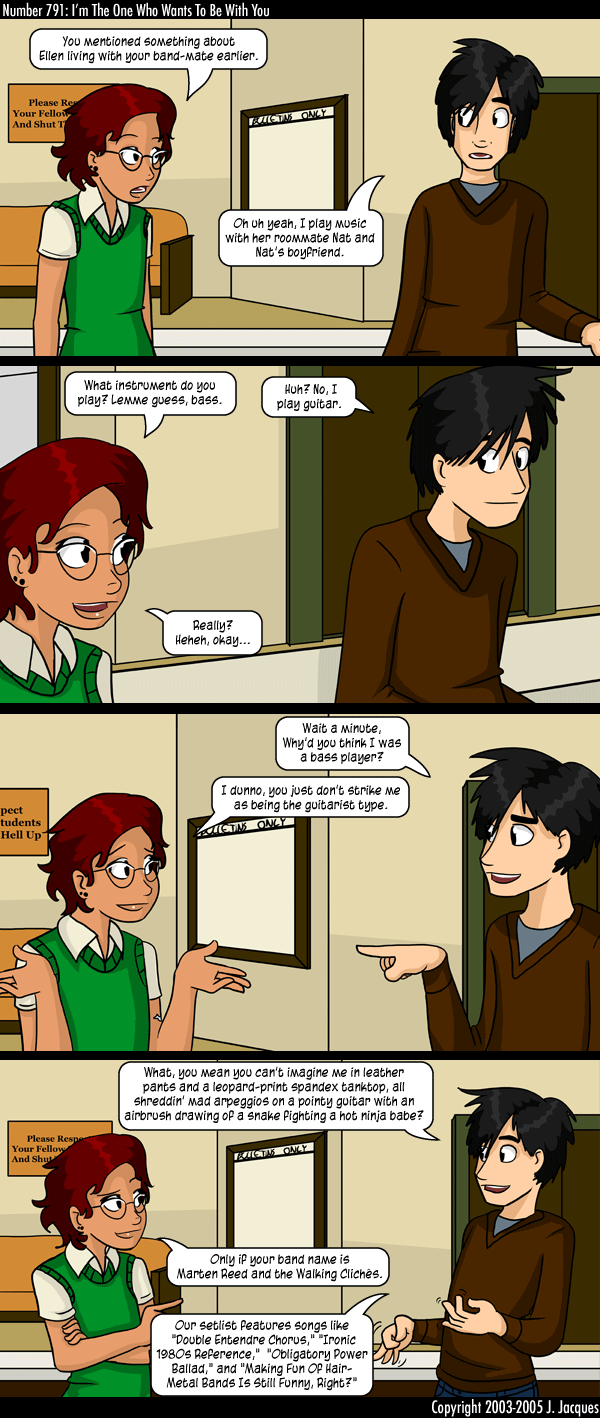 Number 791: I'm The One Who Wants To Be With You
You mentioned something about
Ellen living with your band-mate earlier.
Please Res
Your Fellow
And Shut T
BULLETINS ONLY
Oh uh yeah, I play music
with her roommate Nat and
Nat's boyfriend.
What instrument do you
play? Lemme guess, bass.
Huh? No, I
play guitar.
Really?
Heheh, okay...
Wait a minute,
Why'd you think I was
a bass player?
I dunno, you just don't strike me
as being the guitarist type.
pect
tudents
Hell Up
BULLETINS ONLY
What, you mean you can't imagine me in leather
pants and a leopard-print spandex tanktop, all
shreddin' mad arpeggios on a pointy guitar with an
airbrush drawing of a snake fighting a hot ninja babe?
Please Respe
Your Fellow
And Shut
BULLETINS ONLY
Only if your band name is
Marten Reed and the Walking Clichès.
Our setlist features songs like
"Double Entendre Chorus," "Ironic
1980s Reference," "Obligatory Power
Ballad," and "Making Fun Of Hair-
Metal Bands Is Still Funny, Right?"
Copyright 2003-2005 J. Jacques